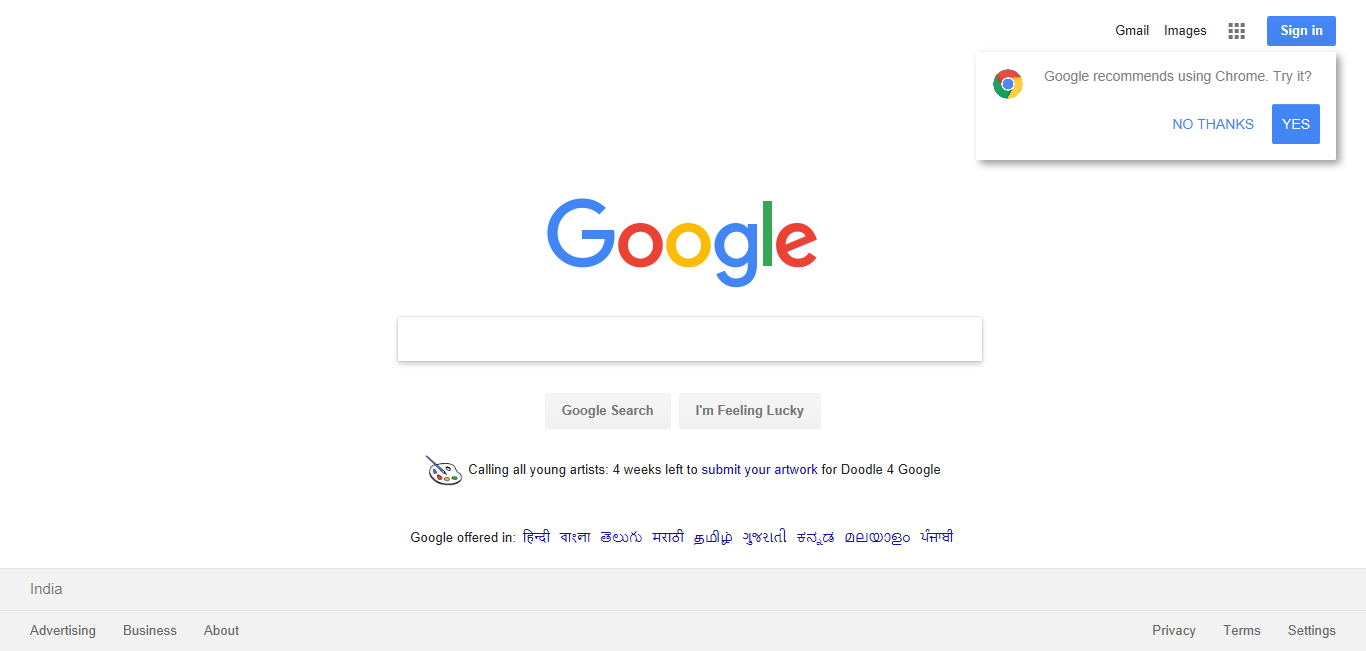 Gmail Images Sign in
Google recommends using Chrome. Try it?
NO THANKS YES
Google
Google Search I'm Feeling Lucky
Calling all young artists: 4 weeks left to submit your artwork for Doodle 4 Google
Google offered in: हिन्दी বাংলা తెలుగు मराठी தமிழ் ગુજરાતી ಕನ್ನಡ മലയാളം ਪੰਜਾਬੀ
India
Advertising Business About Privacy Terms Settings